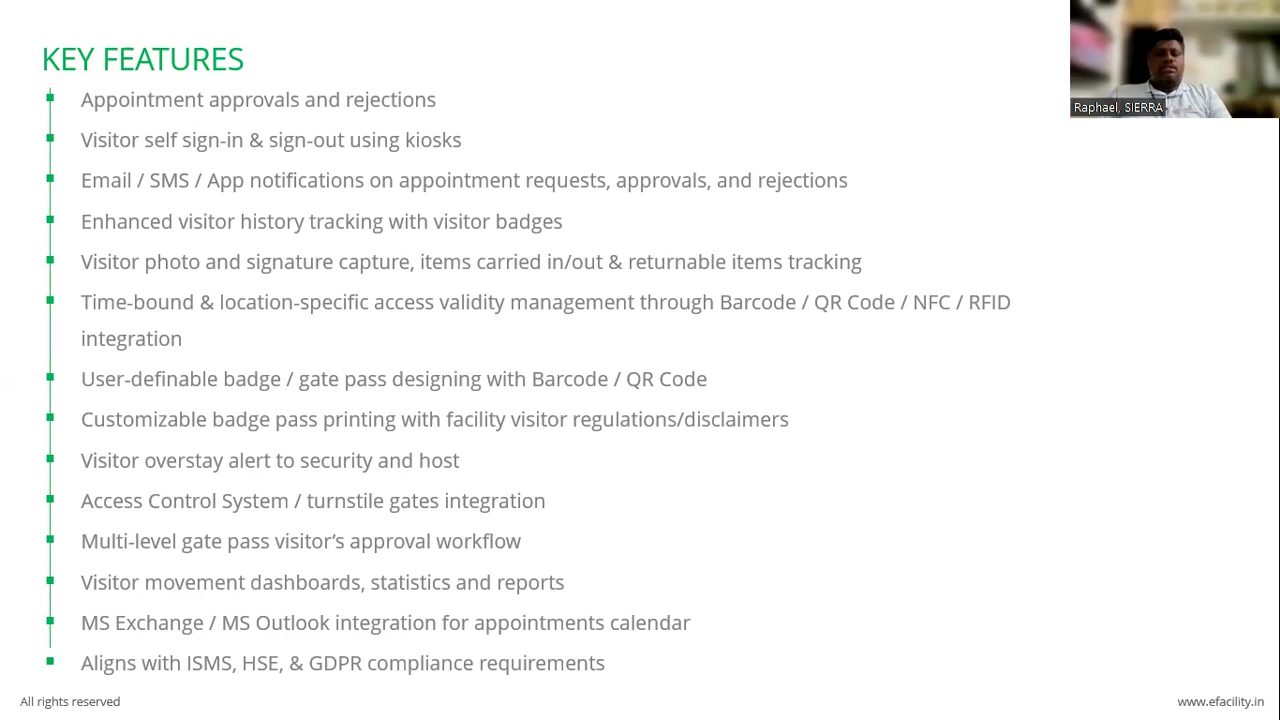 KEY FEATURES
Appointment approvals and rejections
Visitor self sign-in & sign-out using kiosks
Email / SMS / App notifications on appointment requests, approvals, and rejections
Enhanced visitor history tracking with visitor badges
Visitor photo and signature capture, items carried in/out & returnable items tracking
Time-bound & location-specific access validity management through Barcode / QR Code / NFC / RFID
integration
User-definable badge / gate pass designing with Barcode / QR Code
Customizable badge pass printing with facility visitor regulations/disclaimers
Visitor overstay alert to security and host
Access Control System / turnstile gates integration
Multi-level gate pass visitor’s approval workflow
Visitor movement dashboards, statistics and reports
MS Exchange / MS Outlook integration for appointments calendar
Aligns with ISMS, HSE, & GDPR compliance requirements
Raphael, SIERRA
All rights reserved
www.efacility.in